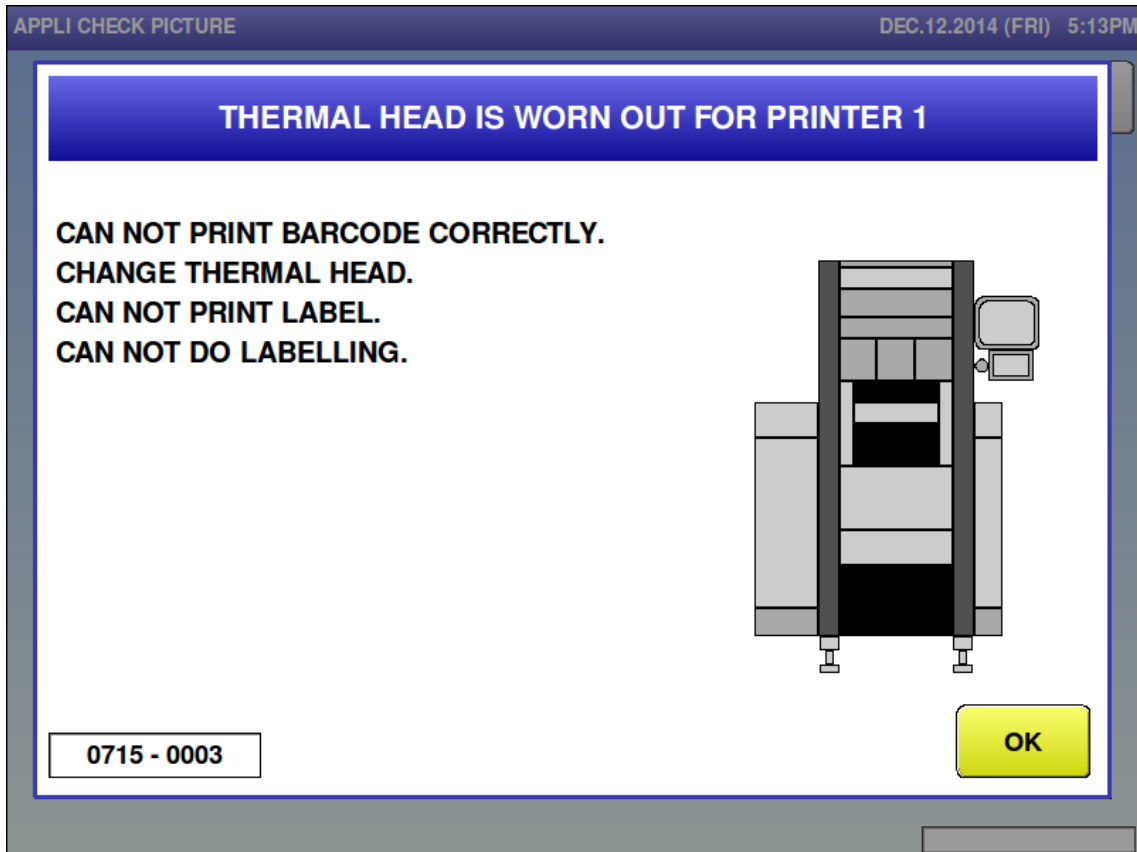 APPLI CHECK PICTURE DEC.12.2014 (FRI) 5:13PM
THERMAL HEAD IS WORN OUT FOR PRINTER 1
CAN NOT PRINT BARCODE CORRECTLY.
CHANGE THERMAL HEAD.
CAN NOT PRINT LABEL.
CAN NOT DO LABELLING.
0715 - 0003
OK